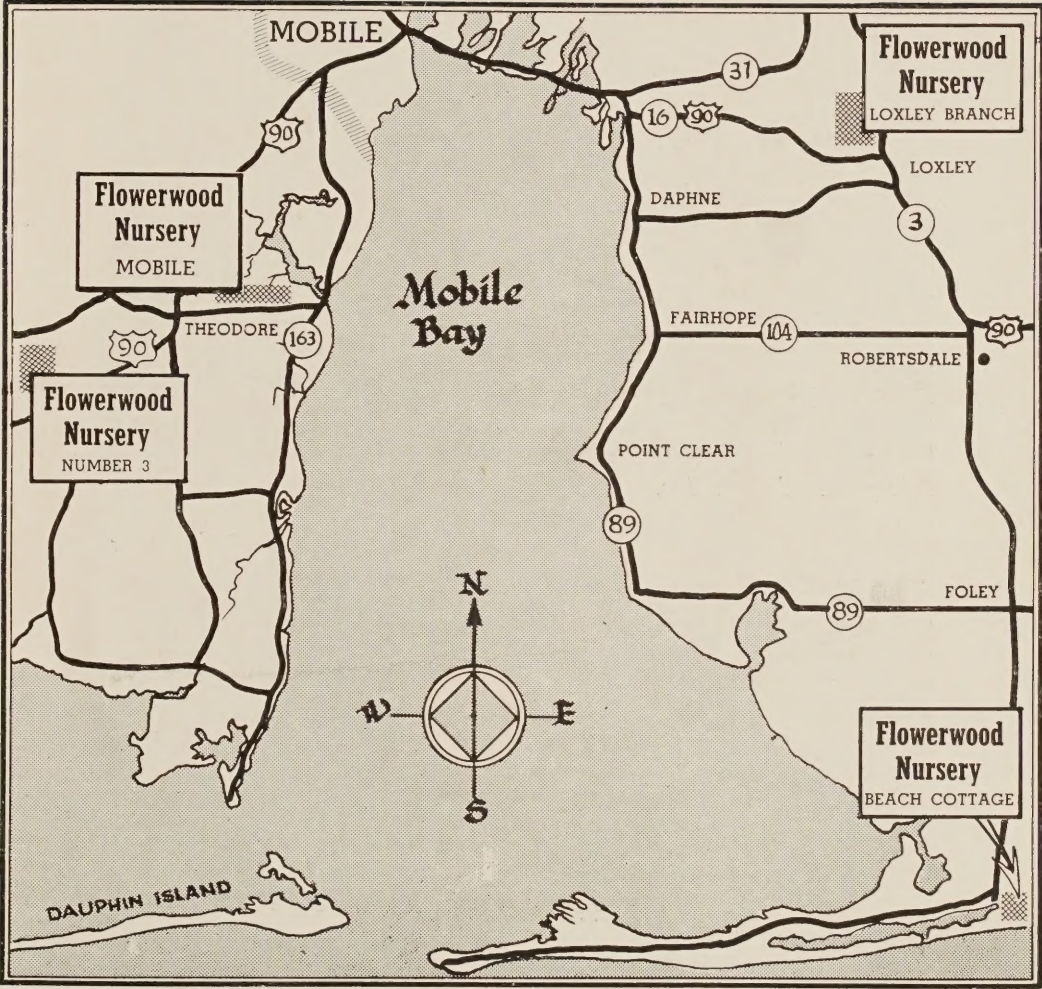 MOBILE
31
Flowerwood
Nursery
LOXLEY BRANCH
90
16 90
LOXLEY
Flowerwood
Nursery
MOBILE
DAPHNE
3
Mobile
Bay
THEODORE
163
90
FAIRHOPE 104
90
ROBERTSDALE
Flowerwood
Nursery
NUMBER 3
POINT CLEAR
89
N
FOLEY
89
W E
S
Flowerwood
Nursery
BEACH COTTAGE
DAUPHIN ISLAND